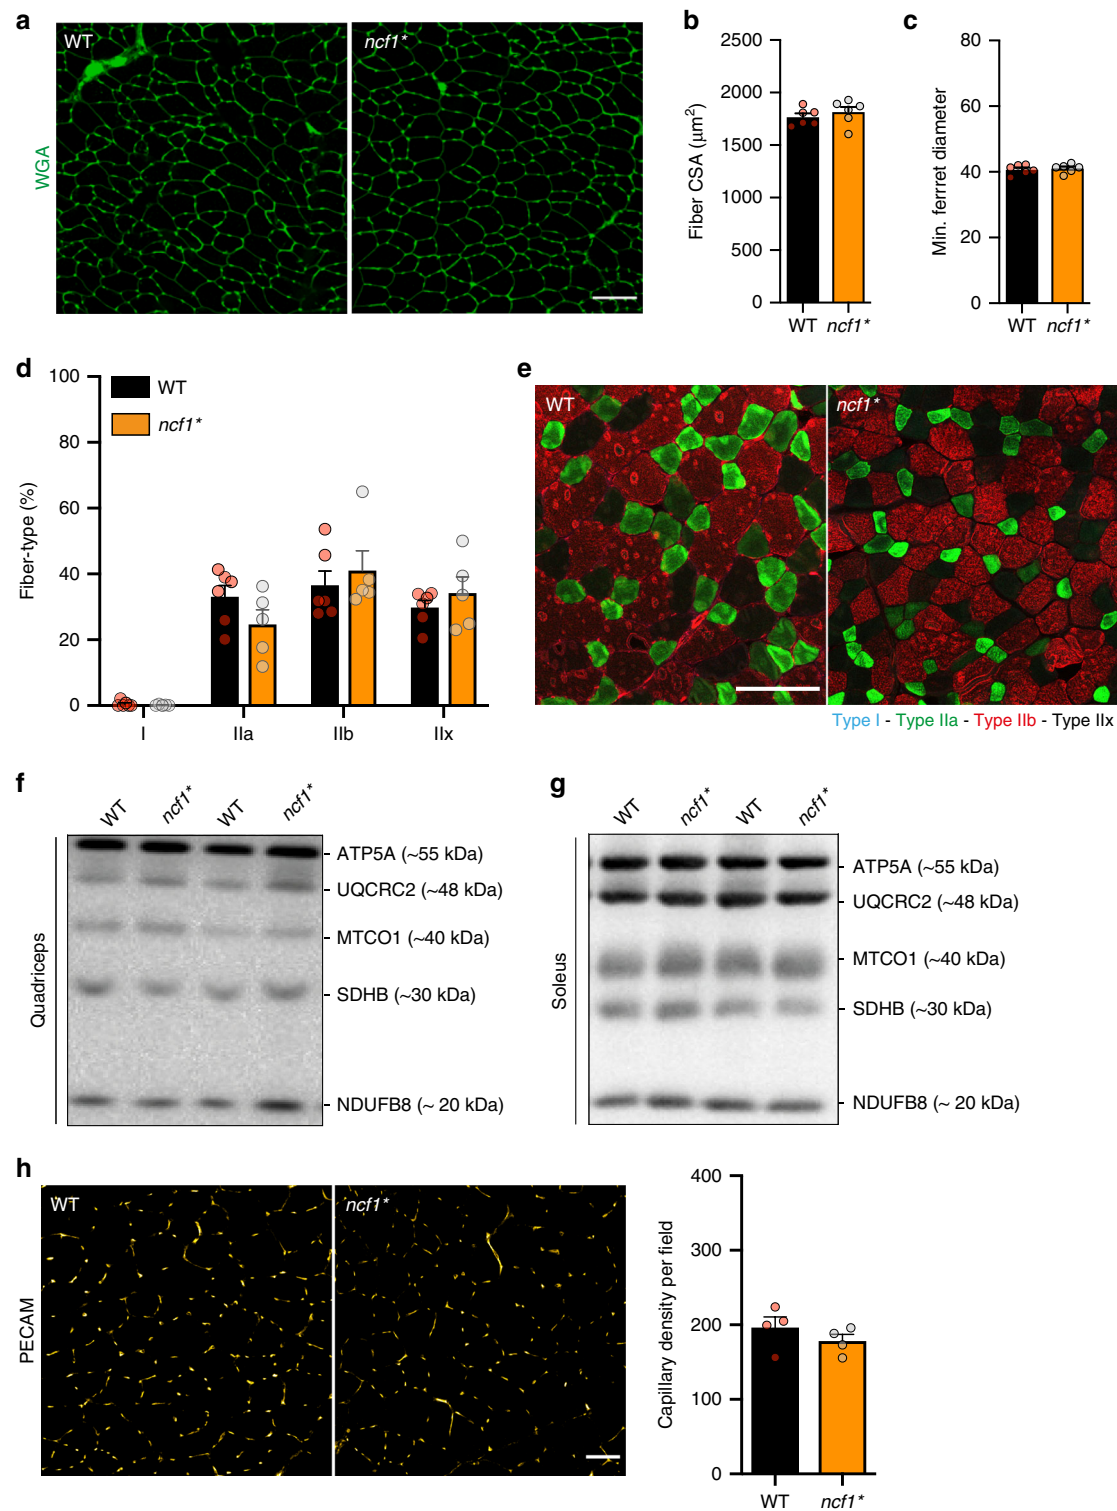 a
WT
ncf1*
WGA
b
2500
2000
1500
1000
500
0
Fiber CSA (μm²)
WT ncf1*
c
80
60
40
20
0
Min. ferrret diameter
WT ncf1*
d
100
80
60
40
20
0
Fiber-type (%)
WT
ncf1*
I IIa IIb IIx
e
WT
ncf1*
Type I - Type IIa - Type IIb - Type IIx
f
WT ncf1* WT ncf1*
Quadriceps
ATP5A (~55 kDa)
UQCRC2 (~48 kDa)
MTCO1 (~40 kDa)
SDHB (~30 kDa)
NDUFB8 (~ 20 kDa)
g
WT ncf1* WT ncf1*
Soleus
ATP5A (~55 kDa)
UQCRC2 (~48 kDa)
MTCO1 (~40 kDa)
SDHB (~30 kDa)
NDUFB8 (~ 20 kDa)
h
WT
ncf1*
PECAM
400
300
200
100
0
Capillary density per field
WT ncf1*